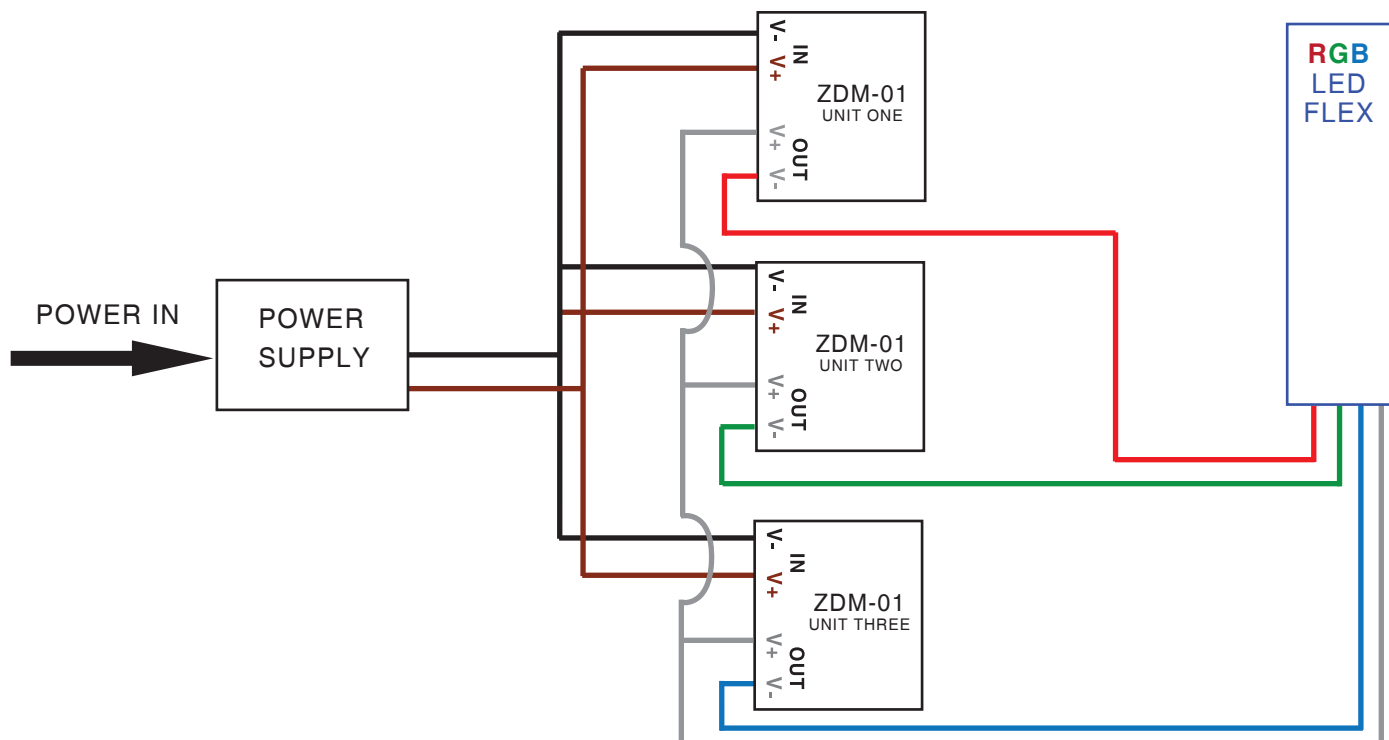 POWER IN
POWER
SUPPLY
V-
V+
IN
V+
V-
OUT
ZDM-01
UNIT ONE
V-
V+
IN
V+
V-
OUT
ZDM-01
UNIT TWO
V-
V+
IN
V+
V-
OUT
ZDM-01
UNIT THREE
RGB
LED
FLEX